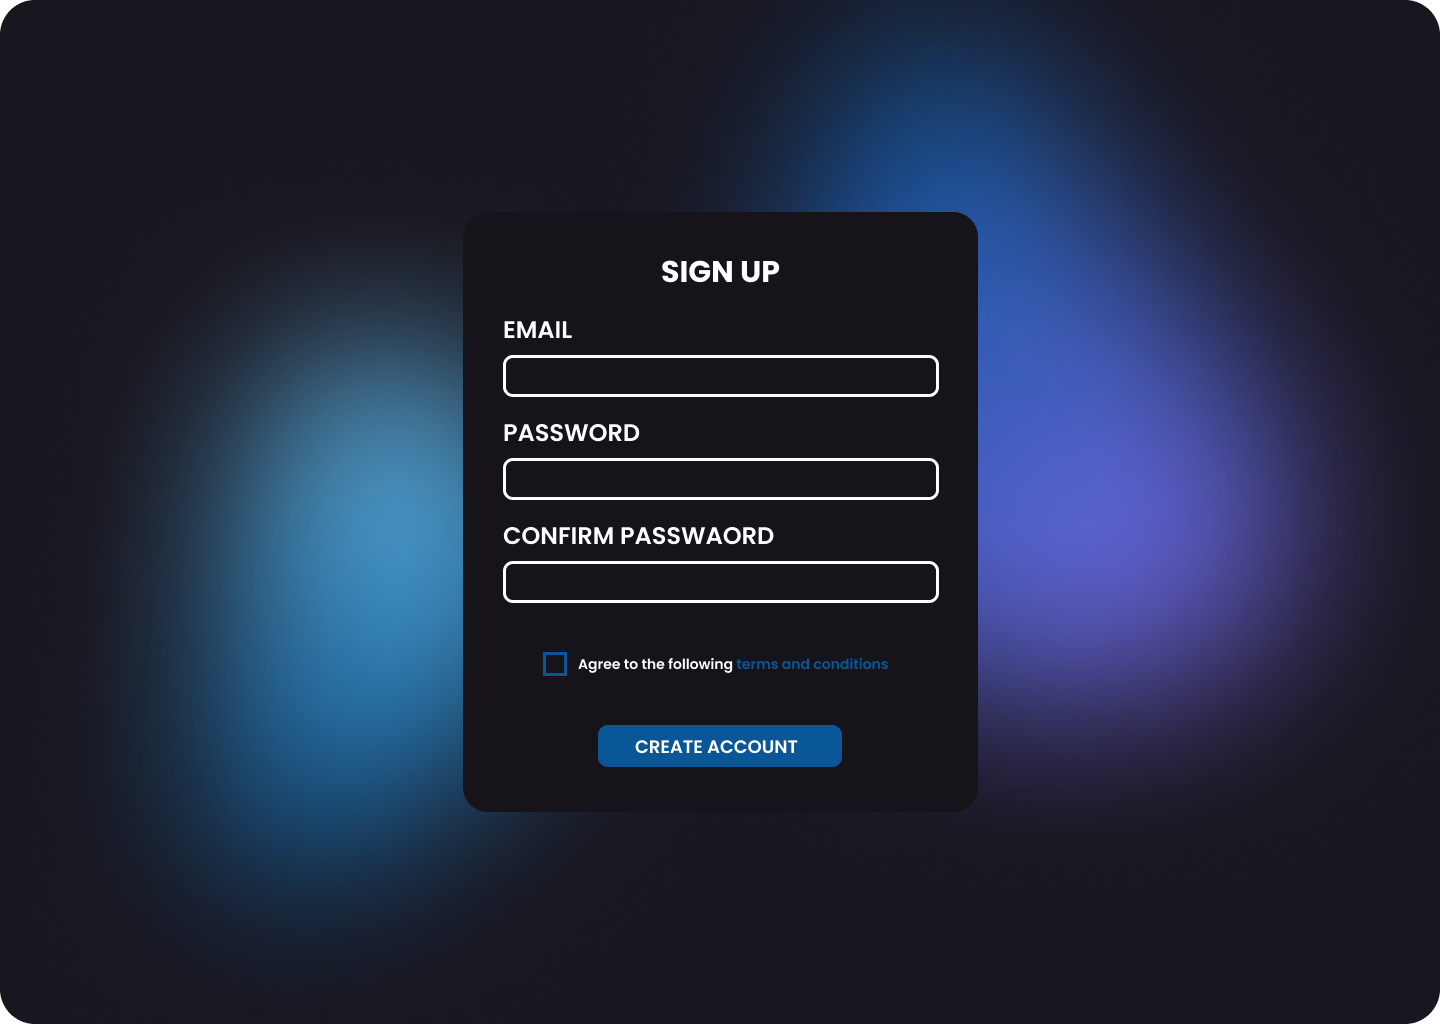 SIGN UP
EMAIL
PASSWORD
CONFIRM PASSWAORD
Agree to the following terms and conditions
CREATE ACCOUNT